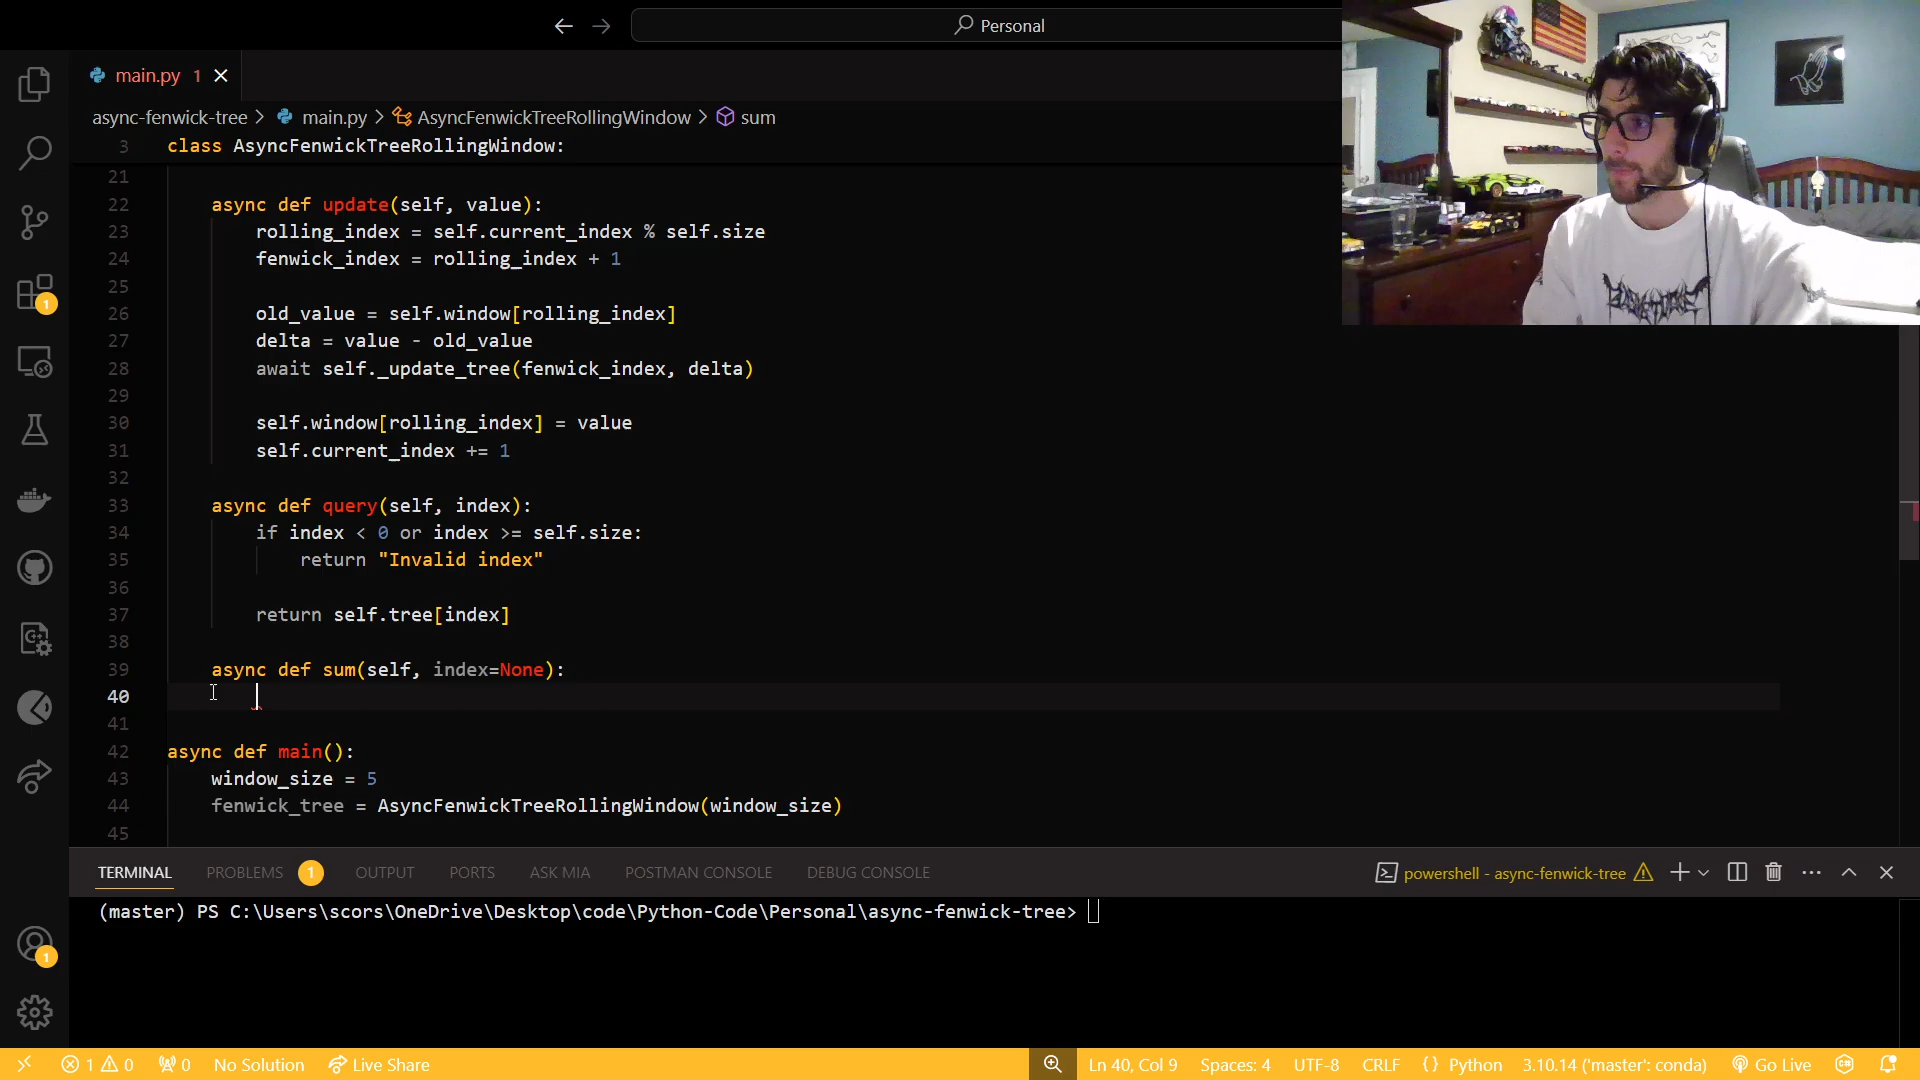 Personal
main.py 1
async-fenwick-tree > main.py > AsyncFenwickTreeRollingWindow > sum
3 class AsyncFenwickTreeRollingWindow:
21
22 async def update(self, value):
23 rolling_index = self.current_index % self.size
24 fenwick_index = rolling_index + 1
25
26 old_value = self.window[rolling_index]
27 delta = value - old_value
28 await self._update_tree(fenwick_index, delta)
29
30 self.window[rolling_index] = value
31 self.current_index += 1
32
33 async def query(self, index):
34 if index < 0 or index >= self.size:
35 return "Invalid index"
36
37 return self.tree[index]
38
39 async def sum(self, index=None):
40
41
42 async def main():
43 window_size = 5
44 fenwick_tree = AsyncFenwickTreeRollingWindow(window_size)
45
1
1
TERMINAL PROBLEMS 1 OUTPUT PORTS ASK MIA POSTMAN CONSOLE DEBUG CONSOLE powershell - async-fenwick-tree
(master) PS C:\Users\scors\OneDrive\Desktop\code\Python-Code\Personal\async-fenwick-tree>
1 0 0 No Solution Live Share Ln 40, Col 9 Spaces: 4 UTF-8 CRLF {} Python 3.10.14 ('master': conda) Go Live